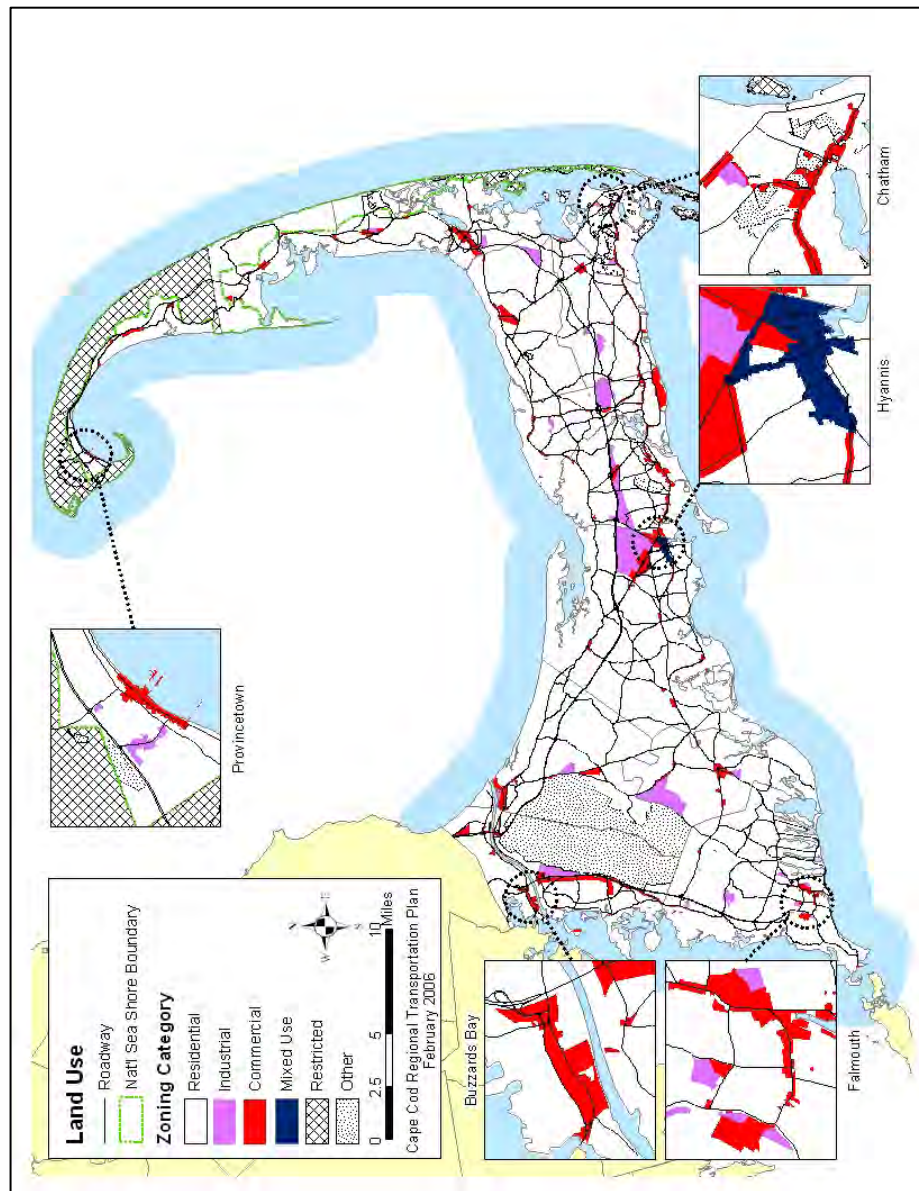 Land Use
Roadway
Nat'l Sea Shore Boundary
Zoning Category
Residential
Industrial
Commercial
Mixed Use
Restricted
Other
N
W E
S
0 2.5 5 10 Miles
Cape Cod Regional Transportation Plan
February 2006
Provincetown
Buzzards Bay
Falmouth
Hyannis
Chatham